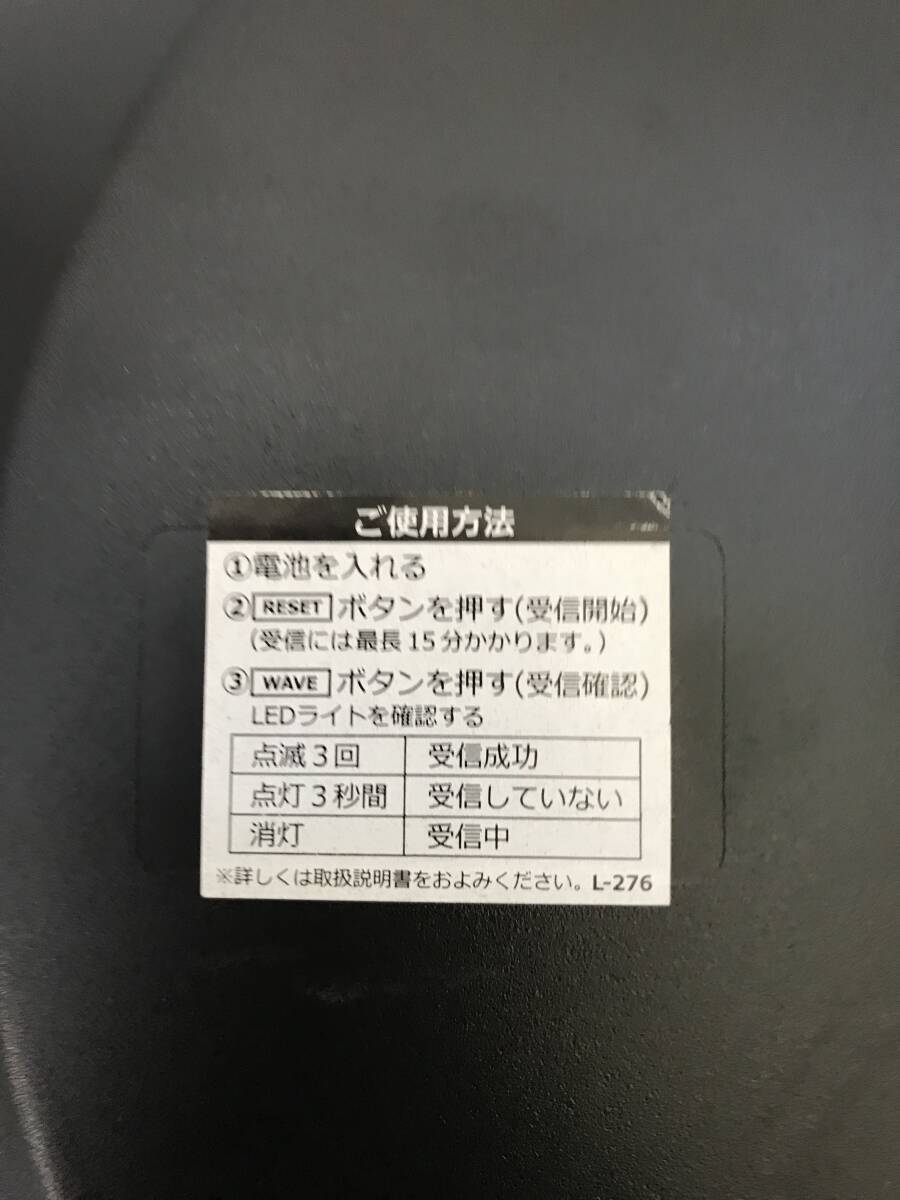 ご使用方法
①電池を入れる
②RESETボタンを押す(受信開始)
(受信には最長15分かかります。)
③WAVEボタンを押す(受信確認)
LEDライトを確認する
点滅3回 受信成功
点灯3秒間 受信していない
消灯 受信中
※詳しくは取扱説明書をおよみください。 L-276